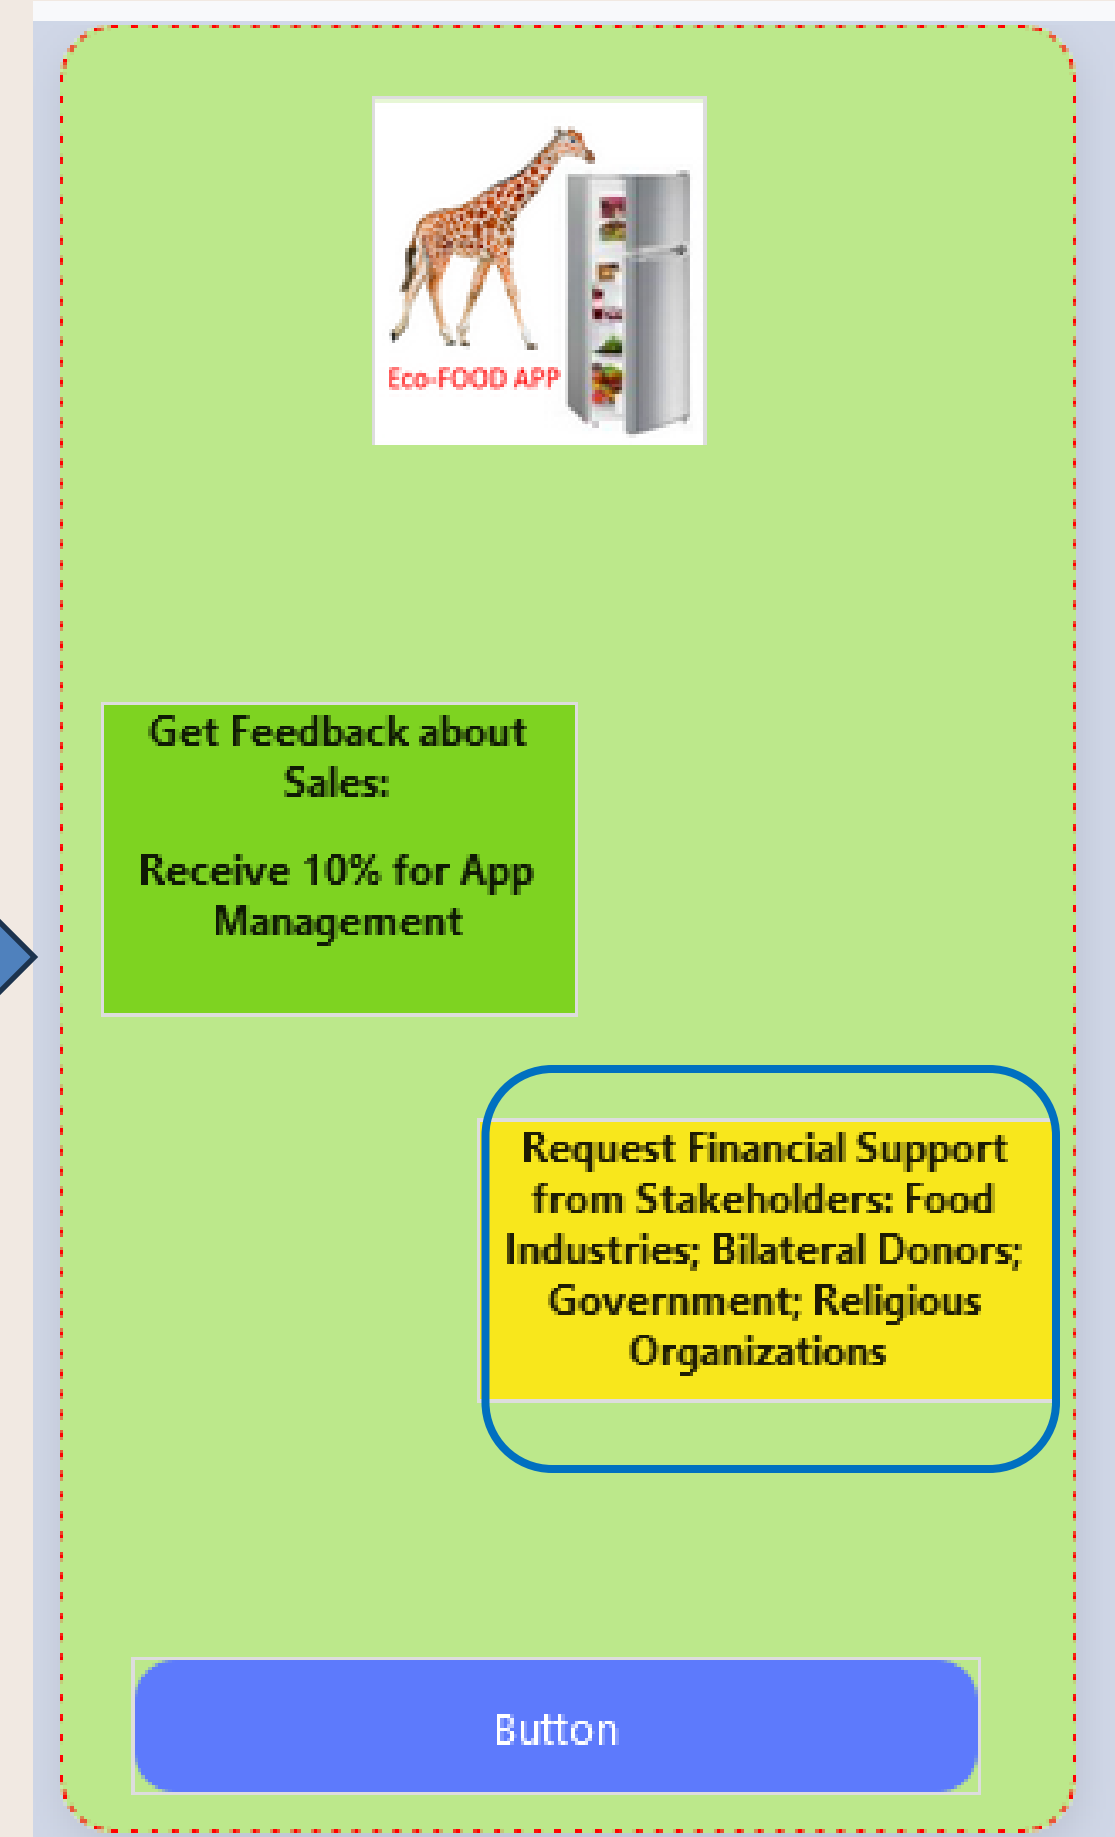 Eco-FOOD APP
Get Feedback about
Sales:
Receive 10% for App
Management
Request Financial Support
from Stakeholders: Food
Industries; Bilateral Donors;
Government; Religious
Organizations
Button